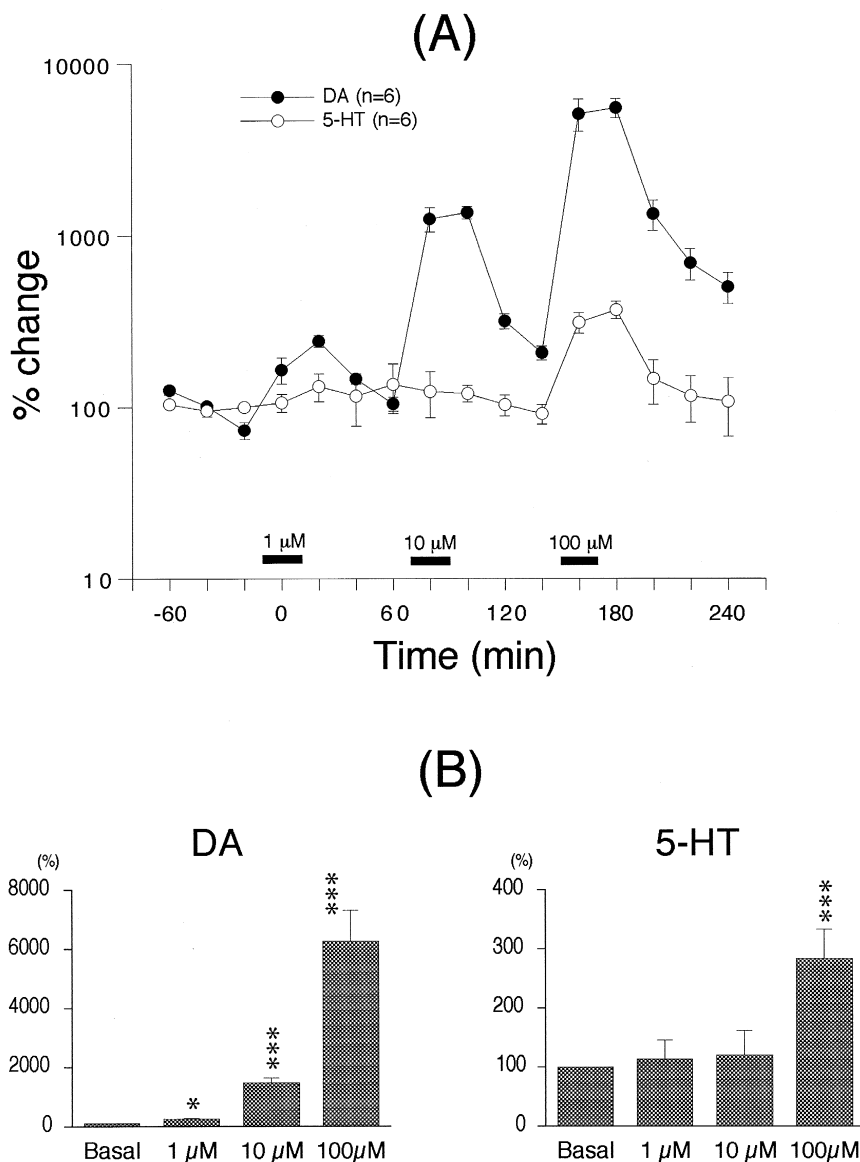 (A)
% change
10000
1000
100
10
DA (n=6)
5-HT (n=6)
1 µM
10 µM
100 µM
-60 0 60 120 180 240
Time (min)
(B)
DA
(%)
8000
6000
4000
2000
0
*
***
***
Basal 1 µM 10 µM 100µM
5-HT
(%)
400
300
200
100
0
***
Basal 1 µM 10 µM 100µM